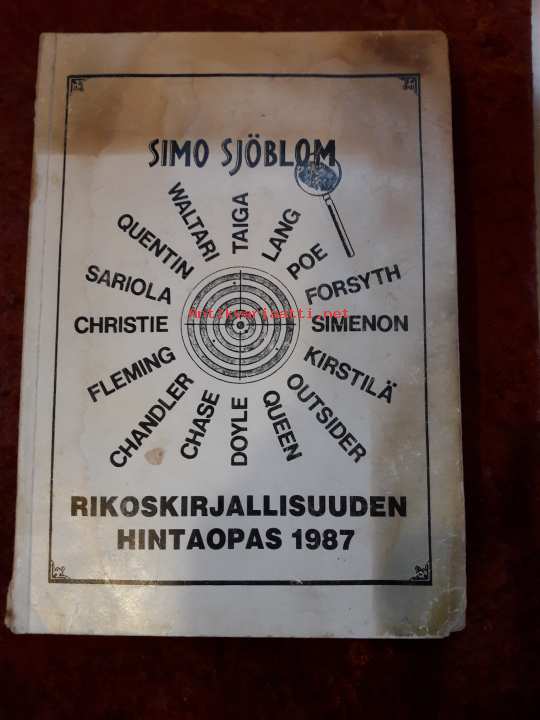 SIMO SJÖBLOM
WALTARI
TAIGA
LANG
POE
FORSYTH
SIMENON
KIRSTILÄ
OUTSIDER
QUEEN
DOYLE
CHASE
CHANDLER
FLEMING
CHRISTIE
SARIOLA
QUENTIN
Antikvariaatti.net
RIKOSKIRJALLISUUDEN
HINTAOPAS 1987